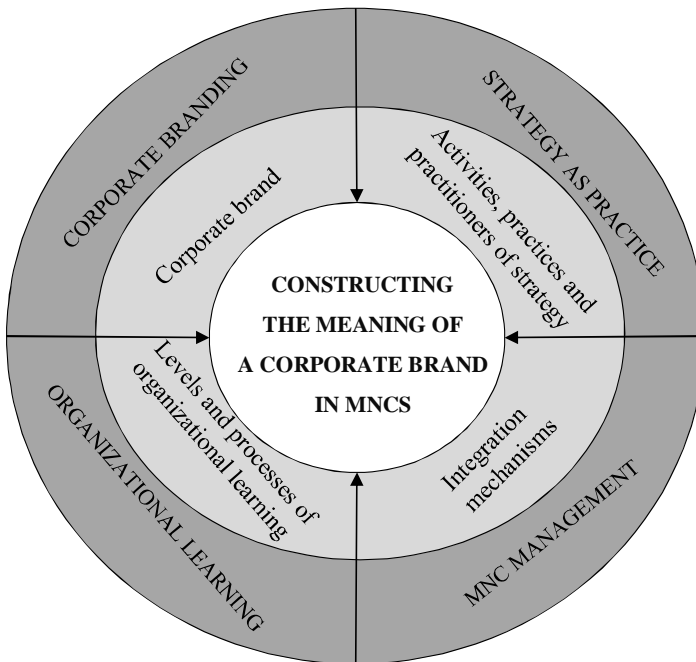 CORPORATE BRANDING
STRATEGY AS PRACTICE
Corporate brand
Activities, practices and
practitioners of strategy
CONSTRUCTING
THE MEANING OF
A CORPORATE BRAND
IN MNCS
Levels and processes of
organizational learning
Integration
mechanisms
ORGANIZATIONAL LEARNING
MNC MANAGEMENT